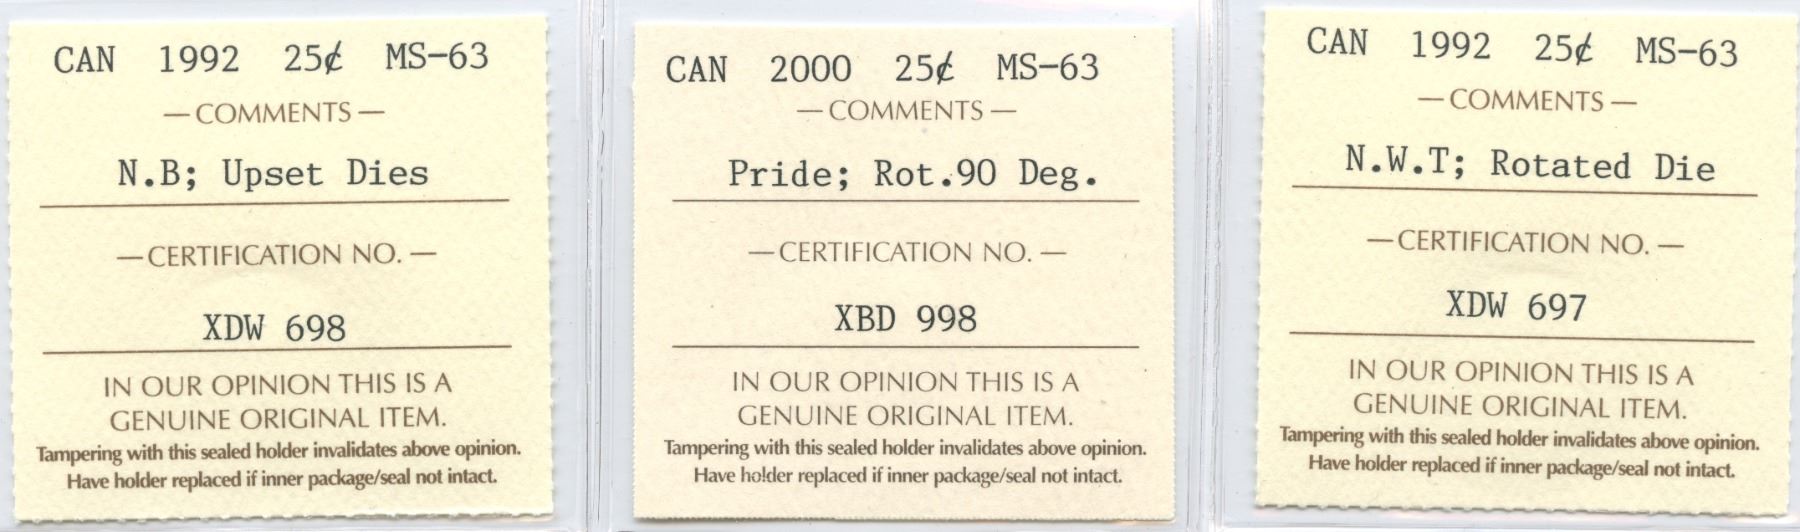 CAN 1992 25¢ MS-63
— COMMENTS —
N.B; Upset Dies
— CERTIFICATION NO. —
XDW 698
IN OUR OPINION THIS IS A
GENUINE ORIGINAL ITEM.
Tampering with this sealed holder invalidates above opinion.
Have holder replaced if inner package/seal not intact.
CAN 2000 25¢ MS-63
— COMMENTS —
Pride; Rot.90 Deg.
— CERTIFICATION NO. —
XBD 998
IN OUR OPINION THIS IS A
GENUINE ORIGINAL ITEM.
Tampering with this sealed holder invalidates above opinion.
Have holder replaced if inner package/seal not intact.
CAN 1992 25¢ MS-63
— COMMENTS —
N.W.T; Rotated Die
— CERTIFICATION NO. —
XDW 697
IN OUR OPINION THIS IS A
GENUINE ORIGINAL ITEM.
Tampering with this sealed holder invalidates above opinion.
Have holder replaced if inner package/seal not intact.